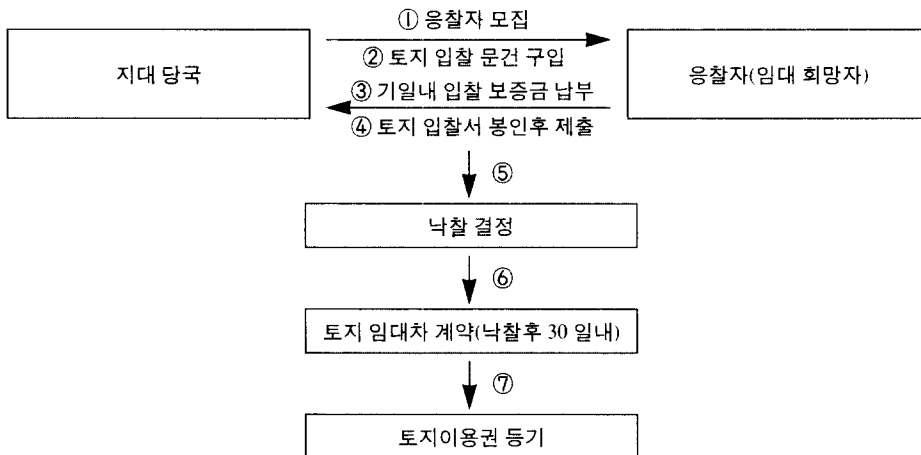 ① 응찰자 모집
지대 당국
② 토지 입찰 문건 구입
응찰자(임대 희망자)
③ 기일내 입찰 보증금 납부
④ 토지 입찰서 봉인후 제출
⑤
낙찰 결정
⑥
토지 임대차 계약(낙찰후 30 일내)
⑦
토지이용권 등기